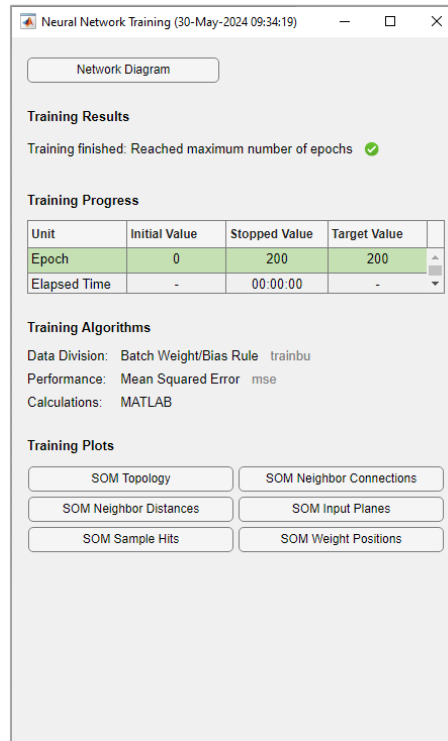 Neural Network Training (30-May-2024 09:34:19)
Network Diagram
Training Results
Training finished: Reached maximum number of epochs
Training Progress
Unit Initial Value Stopped Value Target Value
Epoch 0 200 200
Elapsed Time - 00:00:00 -
Training Algorithms
Data Division: Batch Weight/Bias Rule trainbu
Performance: Mean Squared Error mse
Calculations: MATLAB
Training Plots
SOM Topology SOM Neighbor Connections
SOM Neighbor Distances SOM Input Planes
SOM Sample Hits SOM Weight Positions